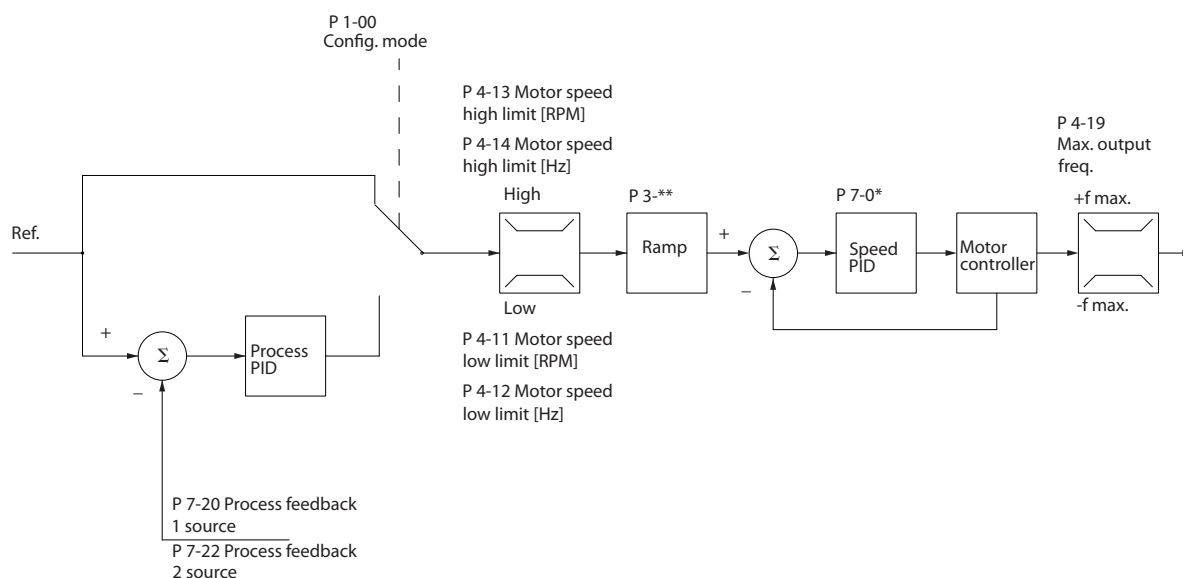 P 1-00
Config. mode
P 4-13 Motor speed
high limit [RPM]
P 4-14 Motor speed
high limit [Hz]
P 4-19
Max. output
freq.
High
P 3-**
P 7-0*
+f max.
Ref.
Ramp
+
Σ
−
Speed
PID
Motor
controller
Low
-f max.
+
Σ
−
Process
PID
P 4-11 Motor speed
low limit [RPM]
P 4-12 Motor speed
low limit [Hz]
P 7-20 Process feedback
1 source
P 7-22 Process feedback
2 source